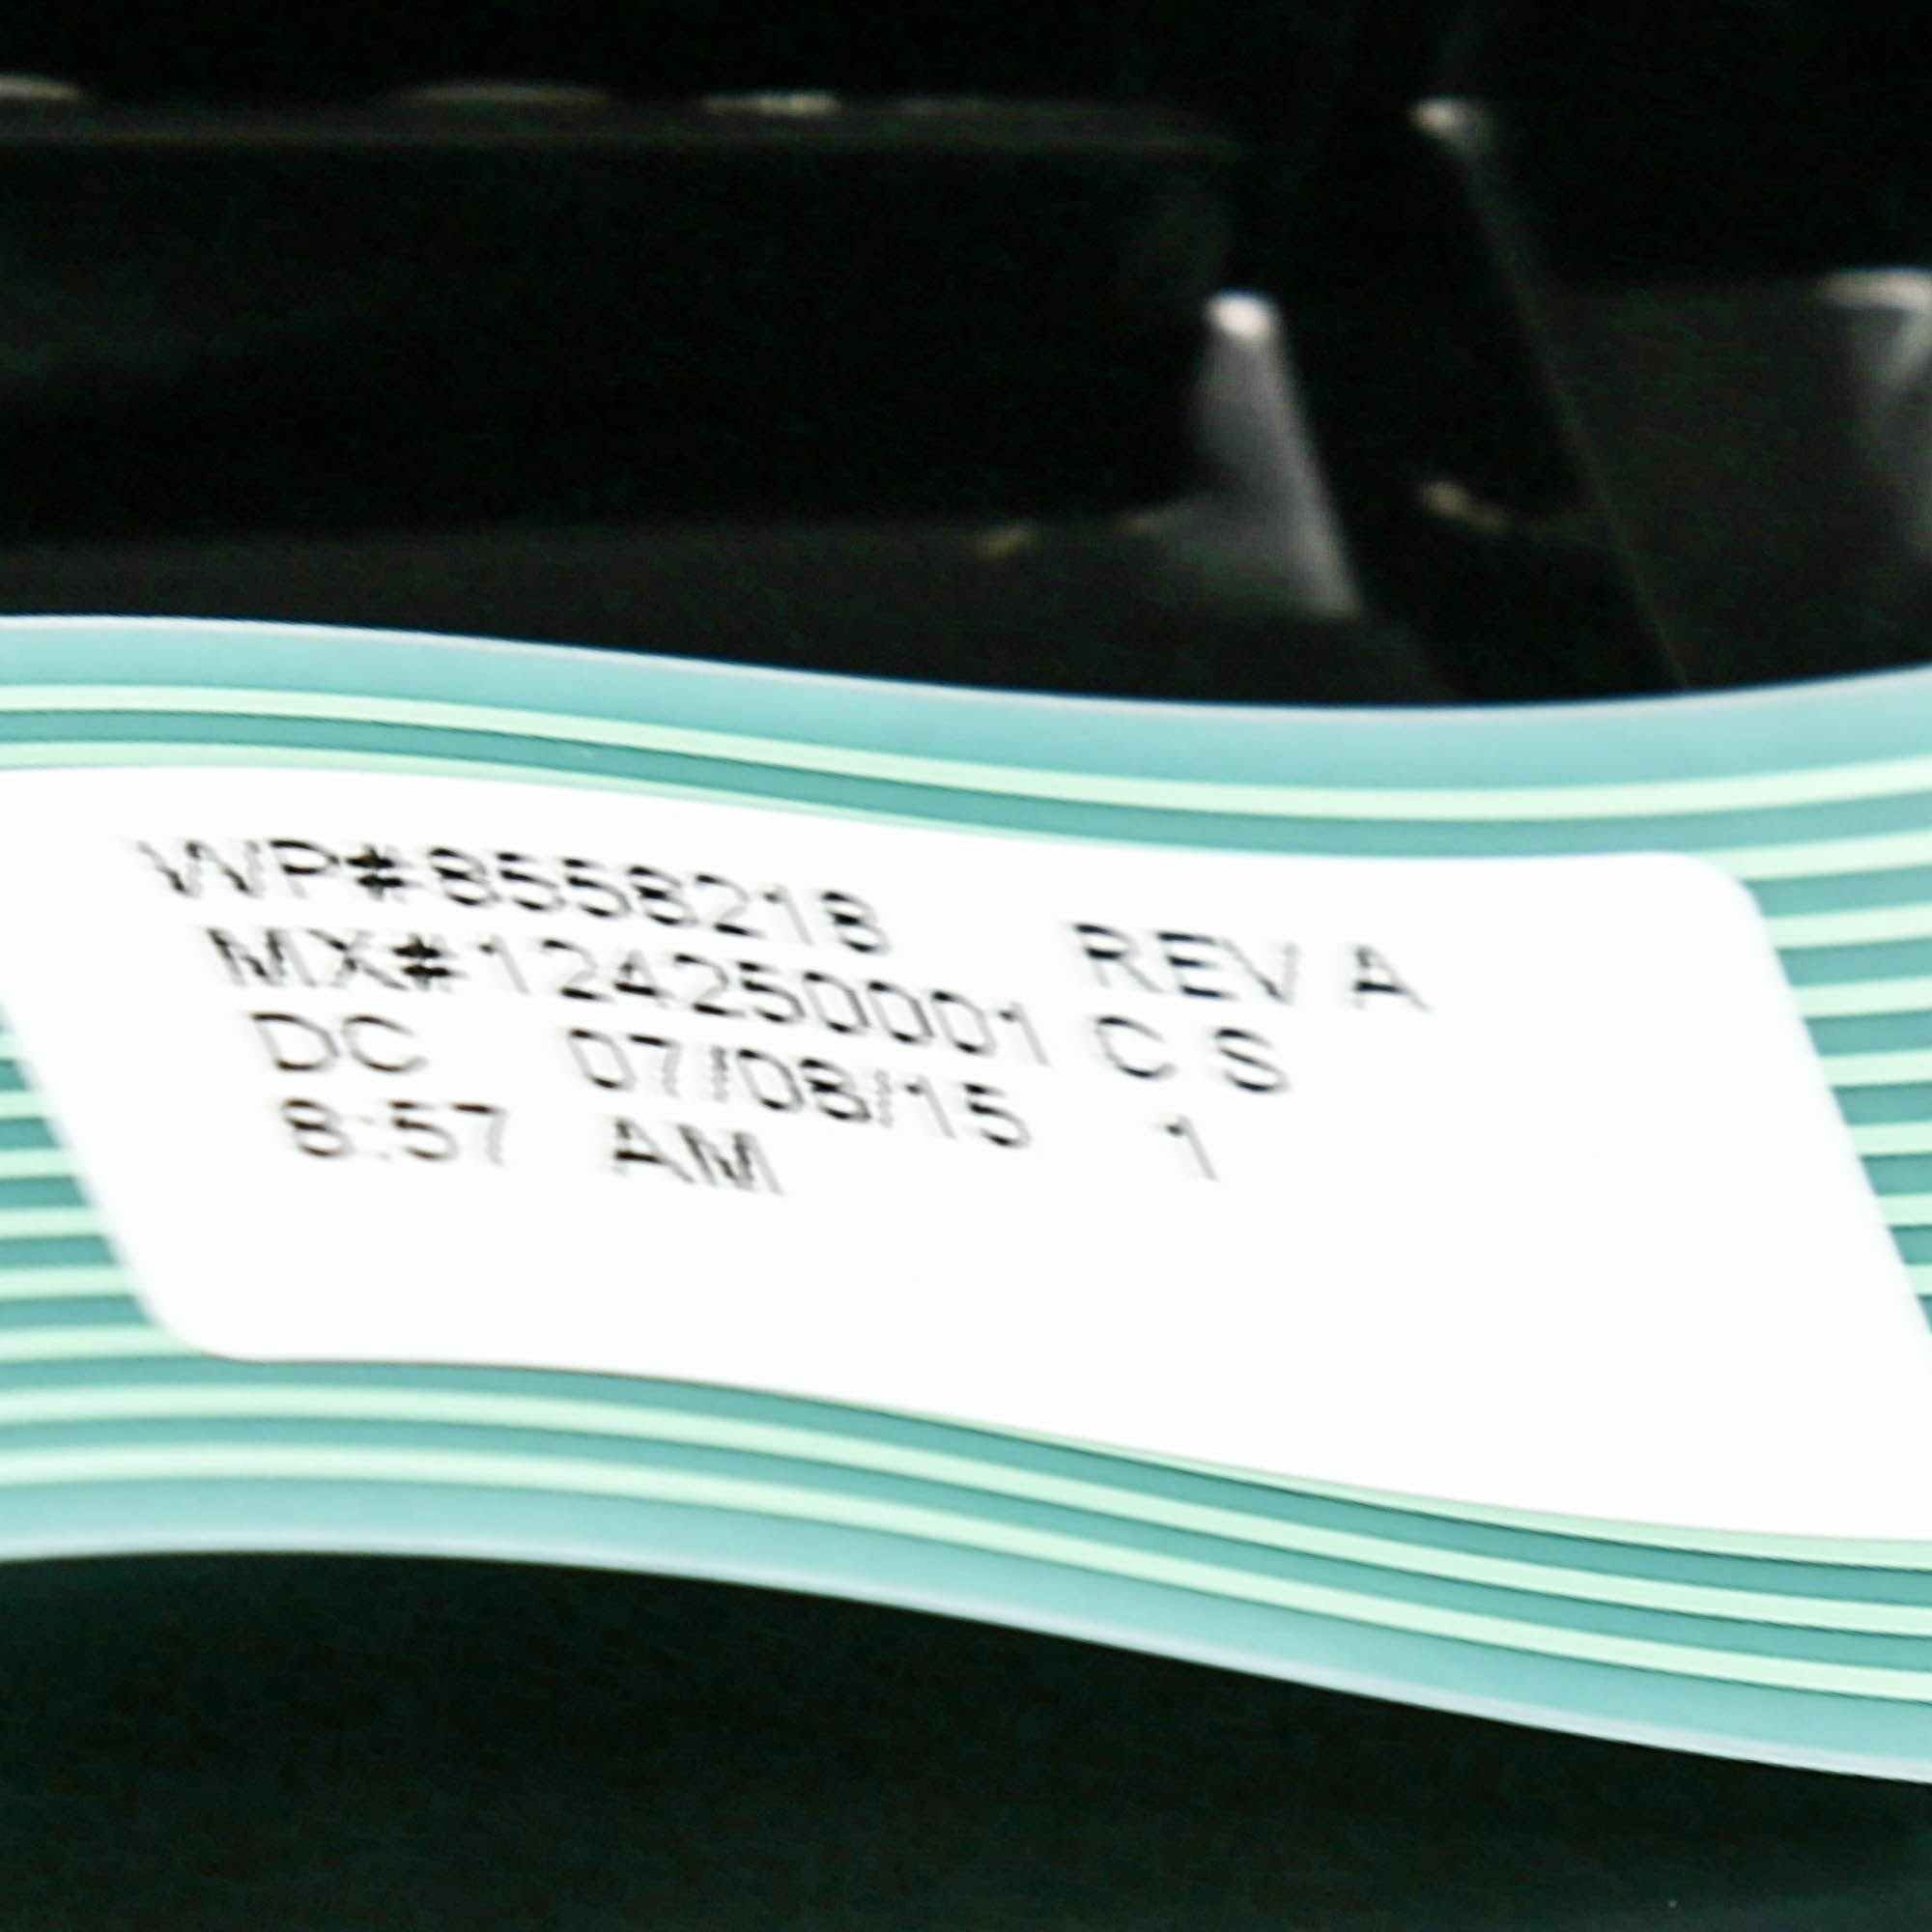 WP#8558218 REV A
MX#124250001 C S
DC 07/08/15 1
8:57 AM